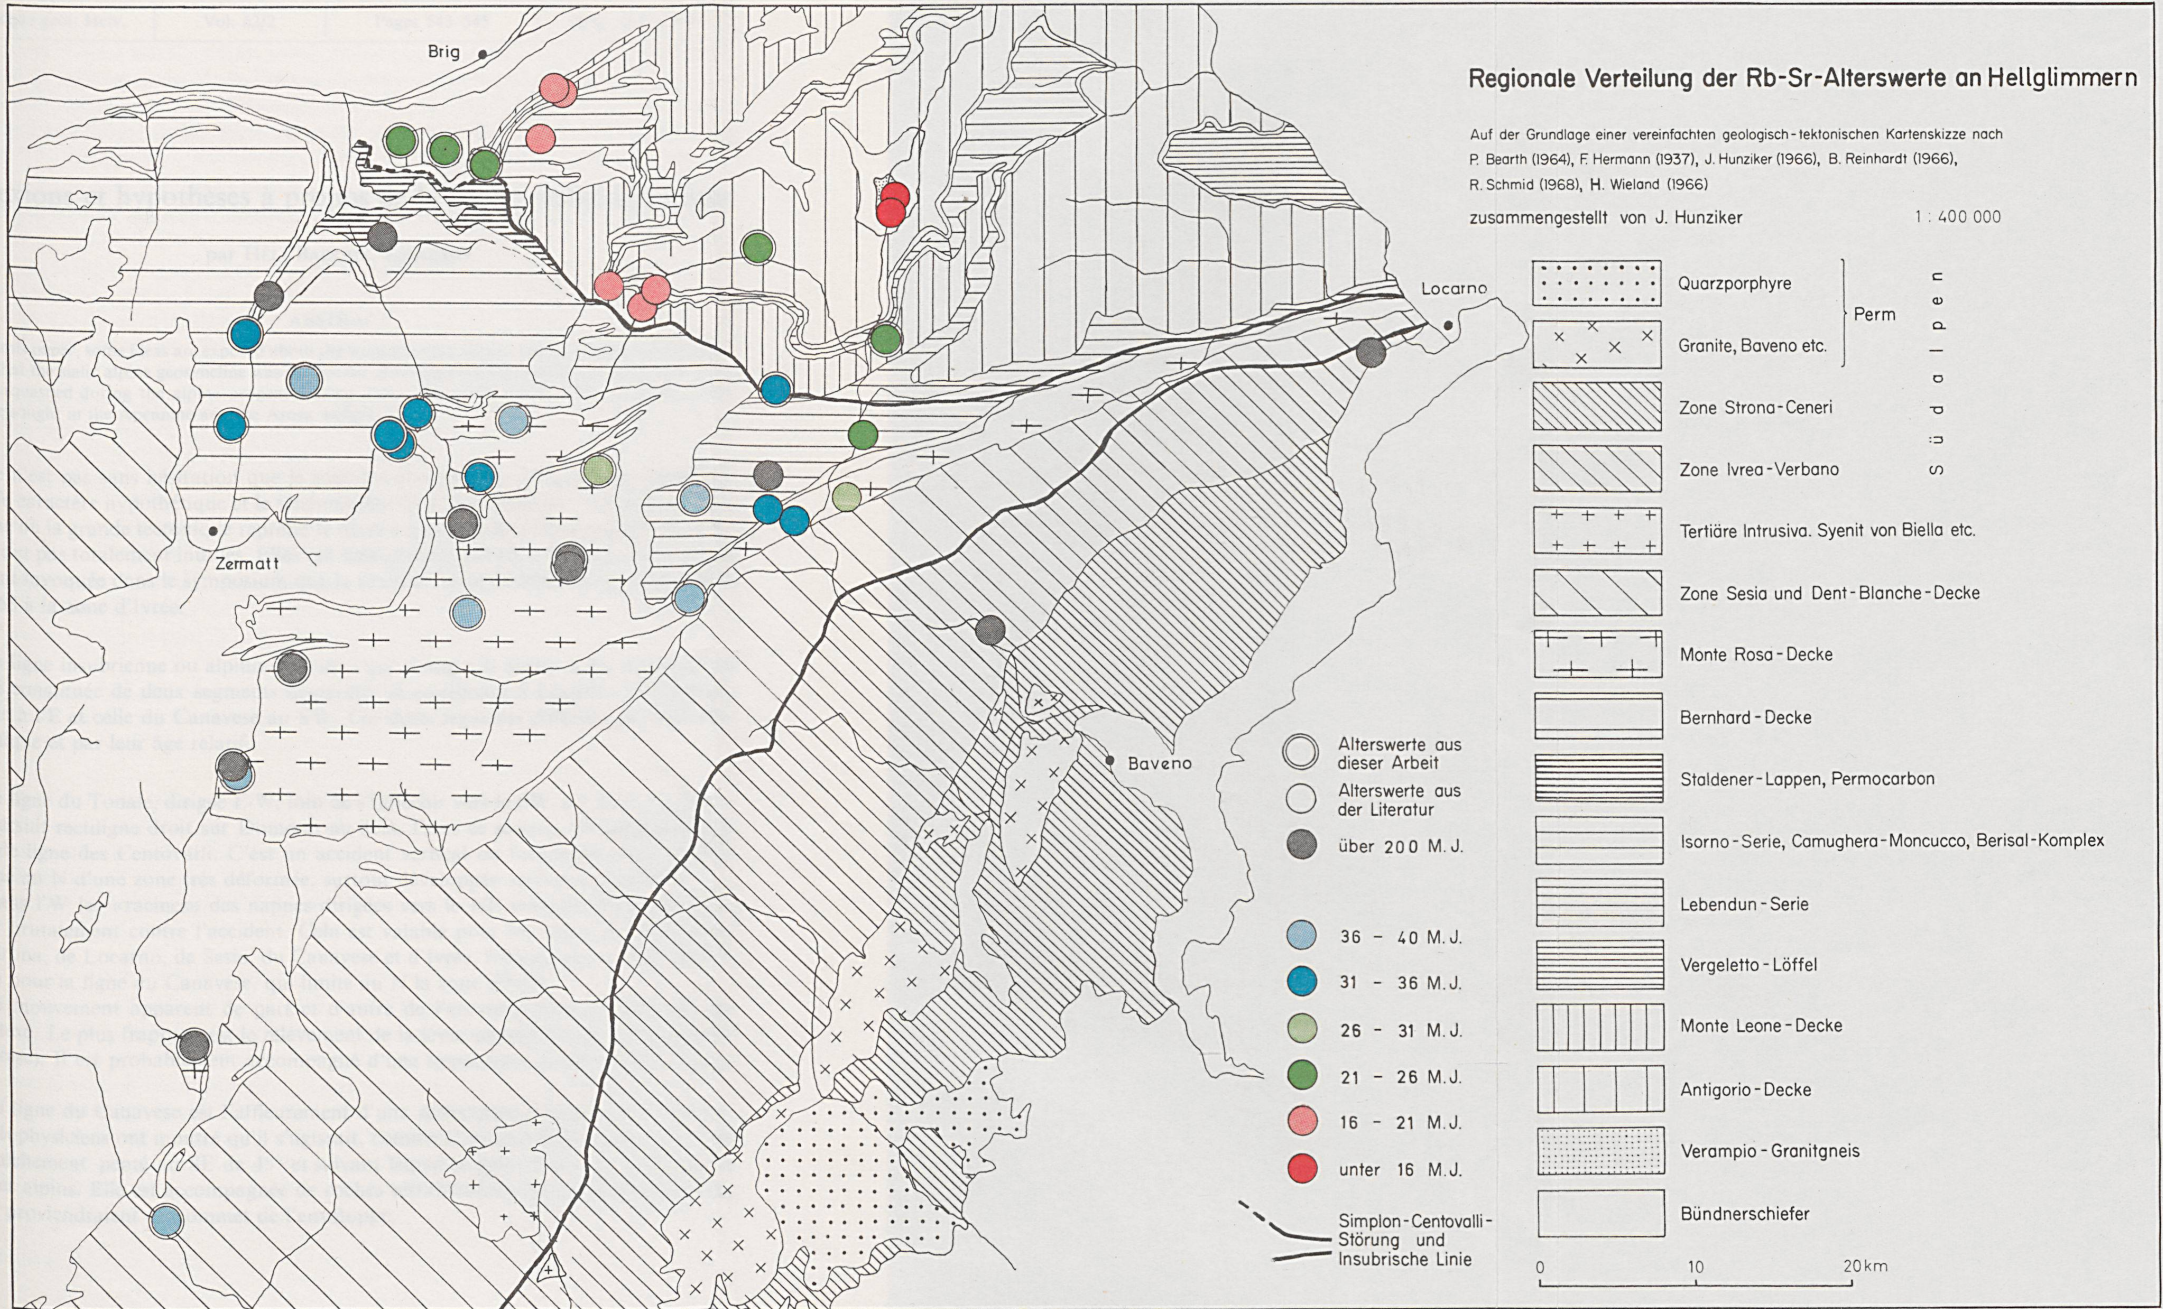 Brig
Zermatt
Locarno
Baveno
Regionale Verteilung der Rb-Sr-Alterswerte an Hellglimmern
Auf der Grundlage einer vereinfachten geologisch-tektonischen Kartenskizze nach
P. Bearth (1964), F. Hermann (1937), J. Hunziker (1966), B. Reinhardt (1966),
R. Schmid (1968), H. Wieland (1966)
zusammengestellt von J. Hunziker 1 : 400 000
Quarzporphyre
Granite, Baveno etc.
Perm
Zone Strona-Ceneri
Zone Ivrea-Verbano
Südalpen
Tertiäre Intrusiva. Syenit von Biella etc.
Zone Sesia und Dent-Blanche-Decke
Monte Rosa-Decke
Bernhard-Decke
Staldener-Lappen, Permocarbon
Isorno-Serie, Camughera-Moncucco, Berisal-Komplex
Lebendun-Serie
Vergeletto-Löffel
Monte Leone-Decke
Antigorio-Decke
Verampio-Granitgneis
Bündnerschiefer
0 10 20km
Alterswerte aus
dieser Arbeit
Alterswerte aus
der Literatur
über 200 M.J.
36 - 40 M.J.
31 - 36 M.J.
26 - 31 M.J.
21 - 26 M.J.
16 - 21 M.J.
unter 16 M.J.
Simplon-Centovalli-
Störung und
Insubrische Linie